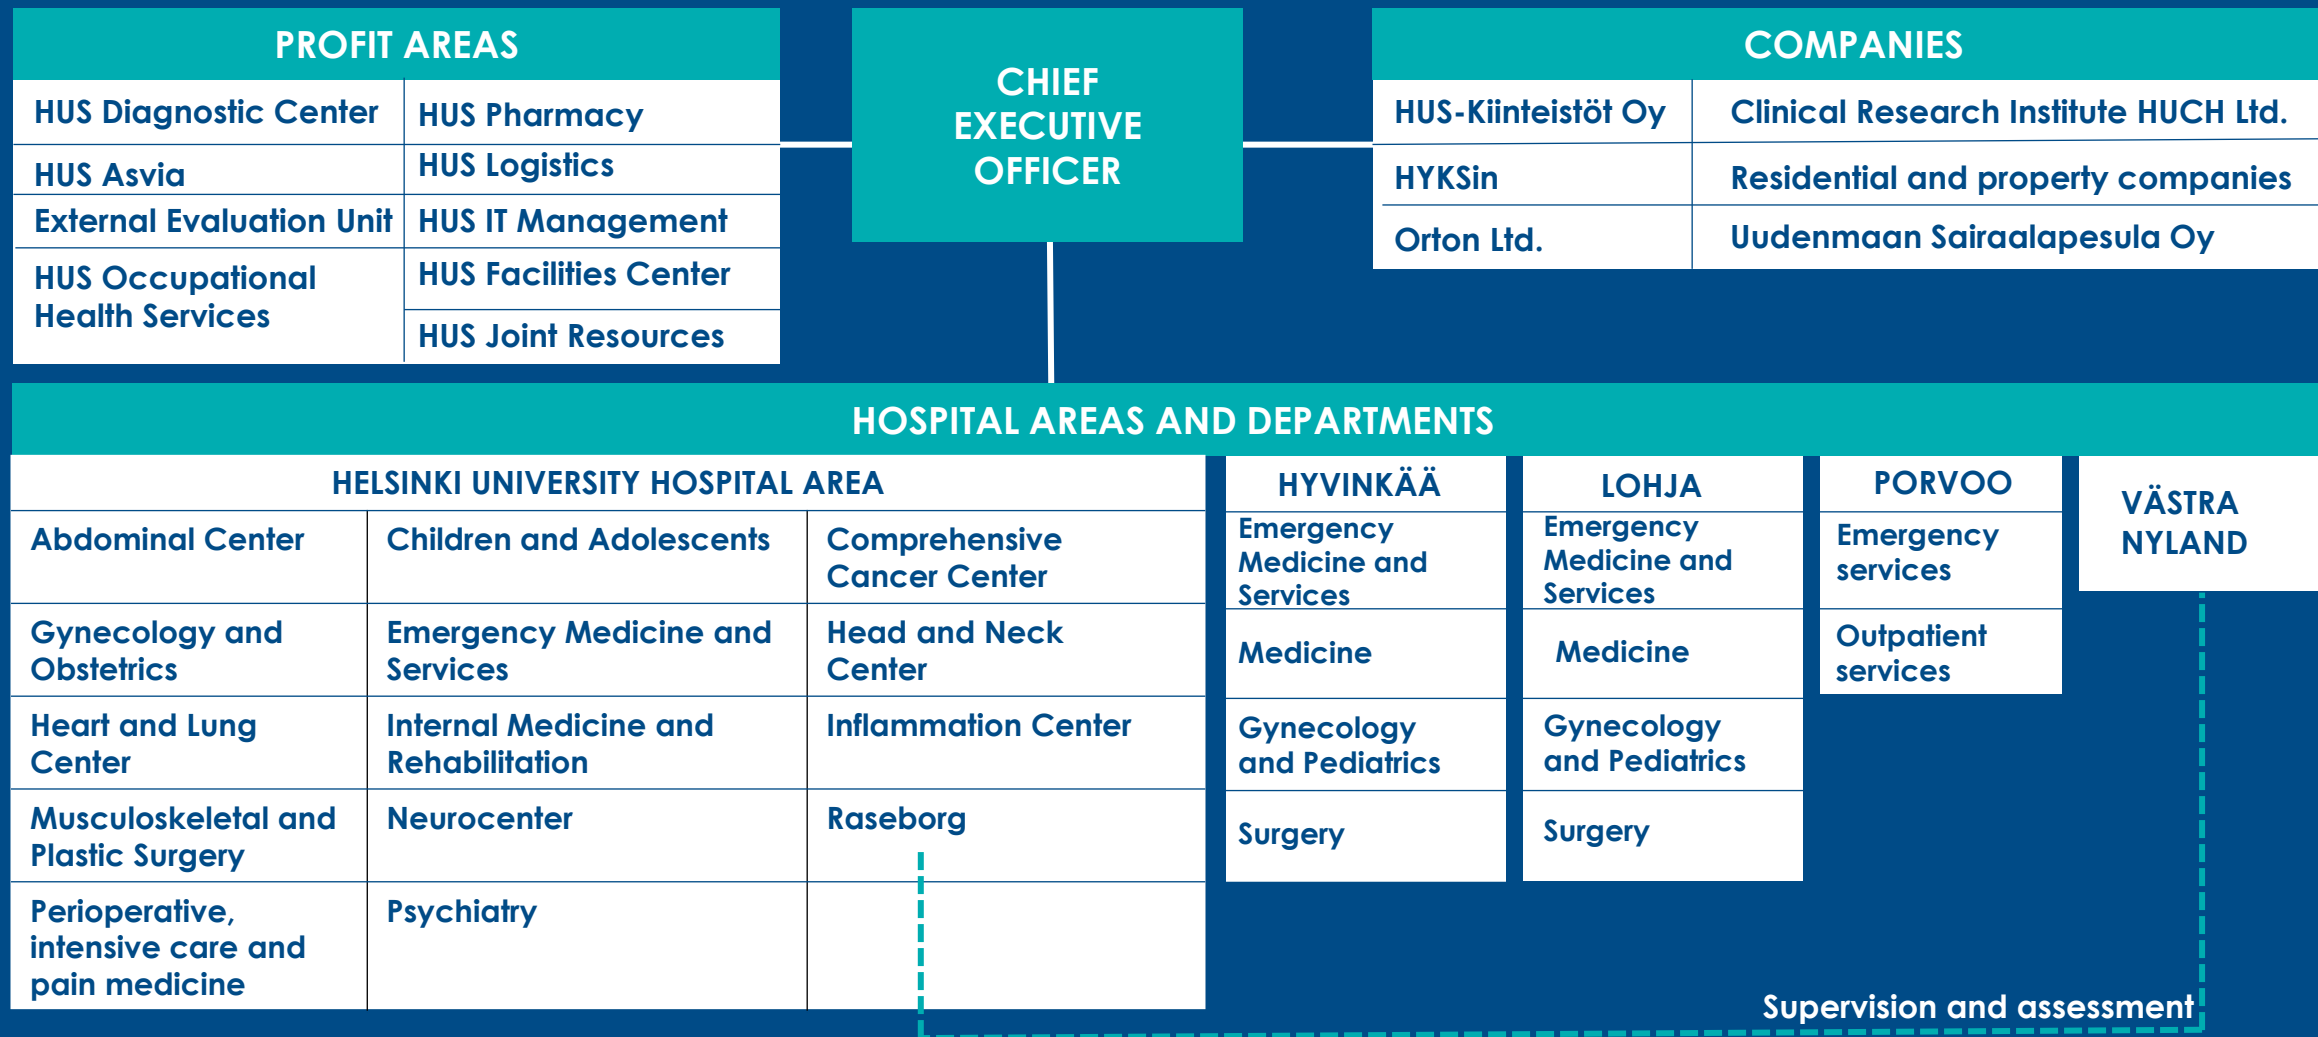 PROFIT AREAS
HUS Diagnostic Center
HUS Asvia
External Evaluation Unit
HUS Occupational
Health Services
HUS Pharmacy
HUS Logistics
HUS IT Management
HUS Facilities Center
HUS Joint Resources
CHIEF
EXECUTIVE
OFFICER
COMPANIES
HUS-Kiinteistöt Oy
Clinical Research Institute HUCH Ltd.
HYKSin
Residential and property companies
Orton Ltd.
Uudenmaan Sairaalapesula Oy
HOSPITAL AREAS AND DEPARTMENTS
HELSINKI UNIVERSITY HOSPITAL AREA
Abdominal Center
Children and Adolescents
Comprehensive
Cancer Center
Gynecology and
Obstetrics
Emergency Medicine and
Services
Head and Neck
Center
Heart and Lung
Center
Internal Medicine and
Rehabilitation
Inflammation Center
Musculoskeletal and
Plastic Surgery
Neurocenter
Raseborg
Perioperative,
intensive care and
pain medicine
Psychiatry
HYVINKÄÄ
Emergency
Medicine and
Services
Medicine
Gynecology
and Pediatrics
Surgery
LOHJA
Emergency
Medicine and
Services
Medicine
Gynecology
and Pediatrics
Surgery
PORVOO
Emergency
services
Outpatient
services
VÄSTRA
NYLAND
Supervision and assessment